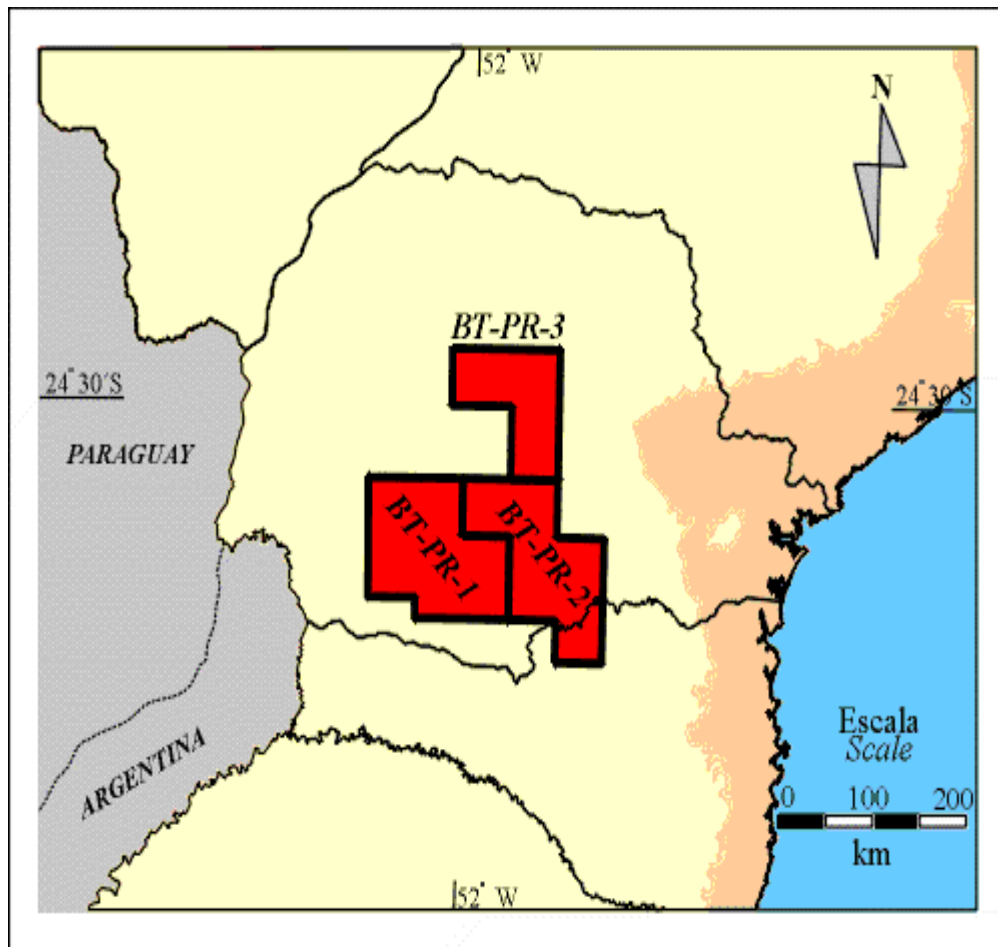 52° W
N
BT-PR-3
24°30'S
24°30'S
PARAGUAY
BT-PR-1
BT-PR-2
Escala
Scale
ARGENTINA
0 100 200
km
52° W